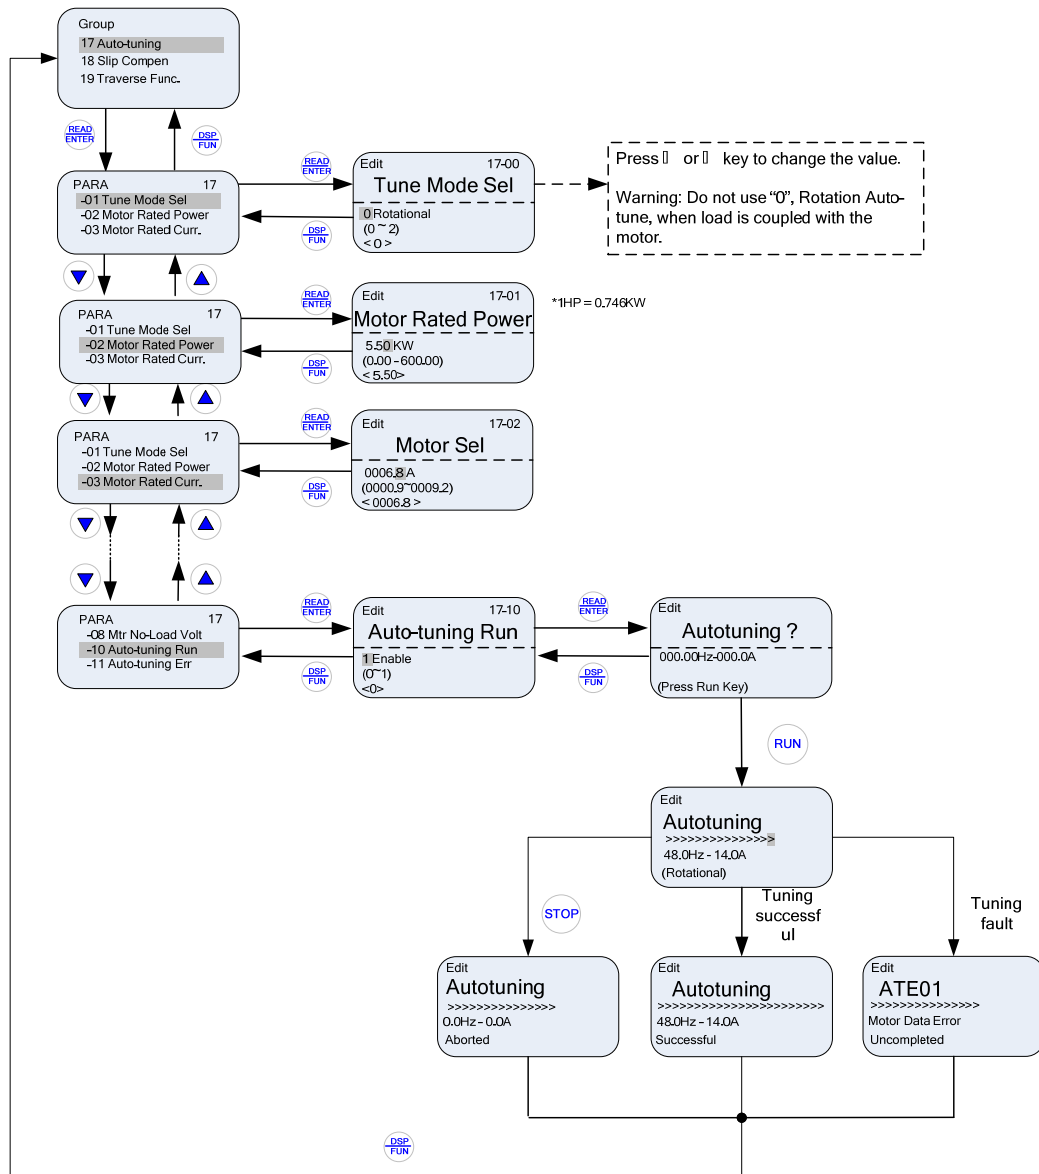 Group
17 Auto-tuning
18 Slip Compen
19 Traverse Func.
READ
ENTER
DSP
FUN
PARA 17
-01 Tune Mode Sel
-02 Motor Rated Power
-03 Motor Rated Curr.
READ
ENTER
DSP
FUN
Edit 17-00
Tune Mode Sel
0 Rotational
(0 ~ 2)
< 0 >
Press ▯ or ▯ key to change the value.
Warning: Do not use “0”, Rotation Auto-
tune, when load is coupled with the
motor.
PARA 17
-01 Tune Mode Sel
-02 Motor Rated Power
-03 Motor Rated Curr.
READ
ENTER
DSP
FUN
Edit 17-01
Motor Rated Power
5.50 KW
(0.00 - 600.00)
< 5.50>
*1HP = 0.746KW
PARA 17
-01 Tune Mode Sel
-02 Motor Rated Power
-03 Motor Rated Curr.
READ
ENTER
DSP
FUN
Edit 17-02
Motor Sel
0006.8 A
(0000.9~0009.2)
< 0006.8 >
PARA 17
-08 Mtr No-Load Volt
-10 Auto-tuning Run
-11 Auto-tuning Err
READ
ENTER
DSP
FUN
Edit 17-10
Auto-tuning Run
1 Enable
(0~1)
<0>
READ
ENTER
DSP
FUN
Edit
Autotuning ?
000.00Hz-000.0A
(Press Run Key)
RUN
Edit
Autotuning
>>>>>>>>>>>>>>>>
48.0Hz - 14.0A
(Rotational)
STOP
Tuning
successf
ul
Tuning
fault
Edit
Autotuning
>>>>>>>>>>>>>>>
0.0Hz - 0.0A
Aborted
Edit
Autotuning
>>>>>>>>>>>>>>>>>>>>>>>
48.0Hz - 14.0A
Successful
Edit
ATE01
>>>>>>>>>>>>>>>
Motor Data Error
Uncompleted
DSP
FUN